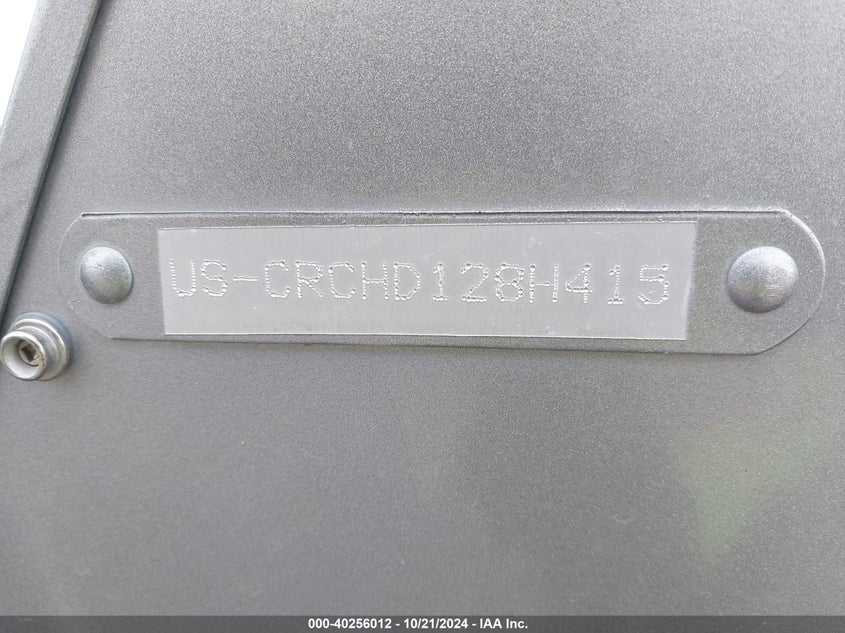 US-CRCHD128H415
000-40256012 - 10/21/2024 - IAA Inc.